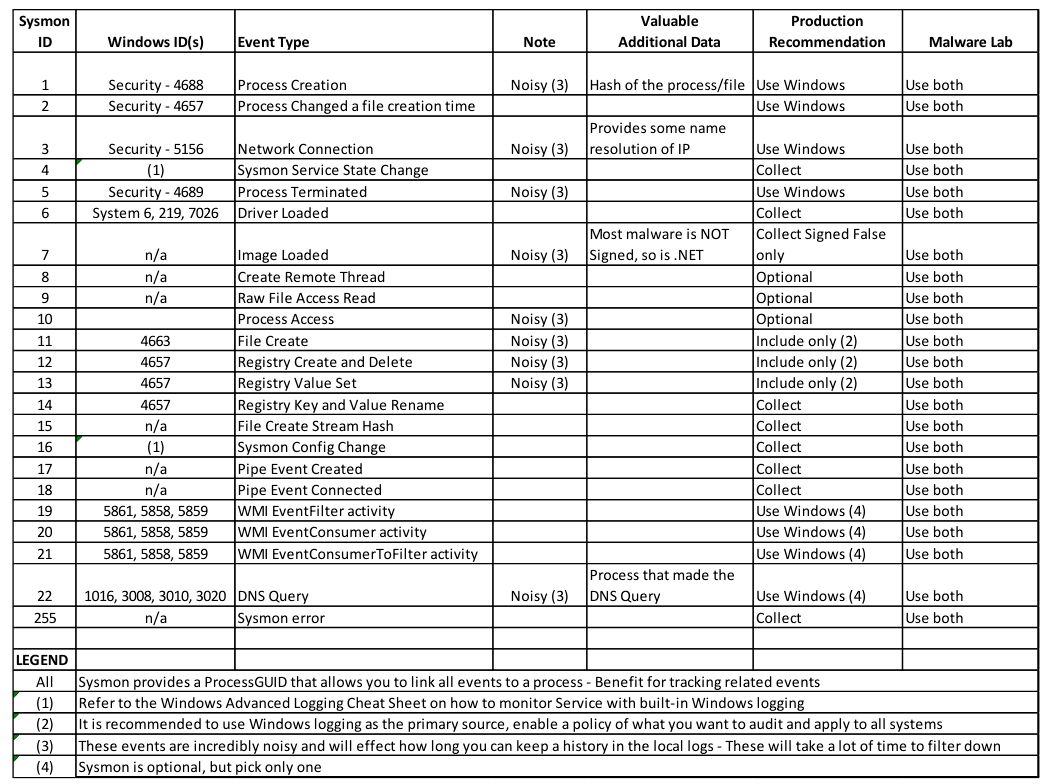 Sysmon ID Windows ID(s) Event Type Note Valuable Additional Data Production Recommendation Malware Lab
1 Security - 4688 Process Creation Noisy (3) Hash of the process/file Use Windows Use both
2 Security - 4657 Process Changed a file creation time Use Windows Use both
3 Security - 5156 Network Connection Noisy (3) Provides some name resolution of IP Use Windows Use both
4 (1) Sysmon Service State Change Collect Use both
5 Security - 4689 Process Terminated Noisy (3) Use Windows Use both
6 System 6, 219, 7026 Driver Loaded Collect Use both
7 n/a Image Loaded Noisy (3) Most malware is NOT Signed, so is .NET Collect Signed False only Use both
8 n/a Create Remote Thread Optional Use both
9 n/a Raw File Access Read Optional Use both
10 Process Access Noisy (3) Optional Use both
11 4663 File Create Noisy (3) Include only (2) Use both
12 4657 Registry Create and Delete Noisy (3) Include only (2) Use both
13 4657 Registry Value Set Noisy (3) Include only (2) Use both
14 4657 Registry Key and Value Rename Collect Use both
15 n/a File Create Stream Hash Collect Use both
16 (1) Sysmon Config Change Collect Use both
17 n/a Pipe Event Created Collect Use both
18 n/a Pipe Event Connected Collect Use both
19 5861, 5858, 5859 WMI EventFilter activity Use Windows (4) Use both
20 5861, 5858, 5859 WMI EventConsumer activity Use Windows (4) Use both
21 5861, 5858, 5859 WMI EventConsumerToFilter activity Use Windows (4) Use both
22 1016, 3008, 3010, 3020 DNS Query Noisy (3) Process that made the DNS Query Use Windows (4) Use both
255 n/a Sysmon error Collect Use both
LEGEND
All Sysmon provides a ProcessGUID that allows you to link all events to a process - Benefit for tracking related events
(1) Refer to the Windows Advanced Logging Cheat Sheet on how to monitor Service with built-in Windows logging
(2) It is recommended to use Windows logging as the primary source, enable a policy of what you want to audit and apply to all systems
(3) These events are incredibly noisy and will effect how long you can keep a history in the local logs - These will take a lot of time to filter down
(4) Sysmon is optional, but pick only one